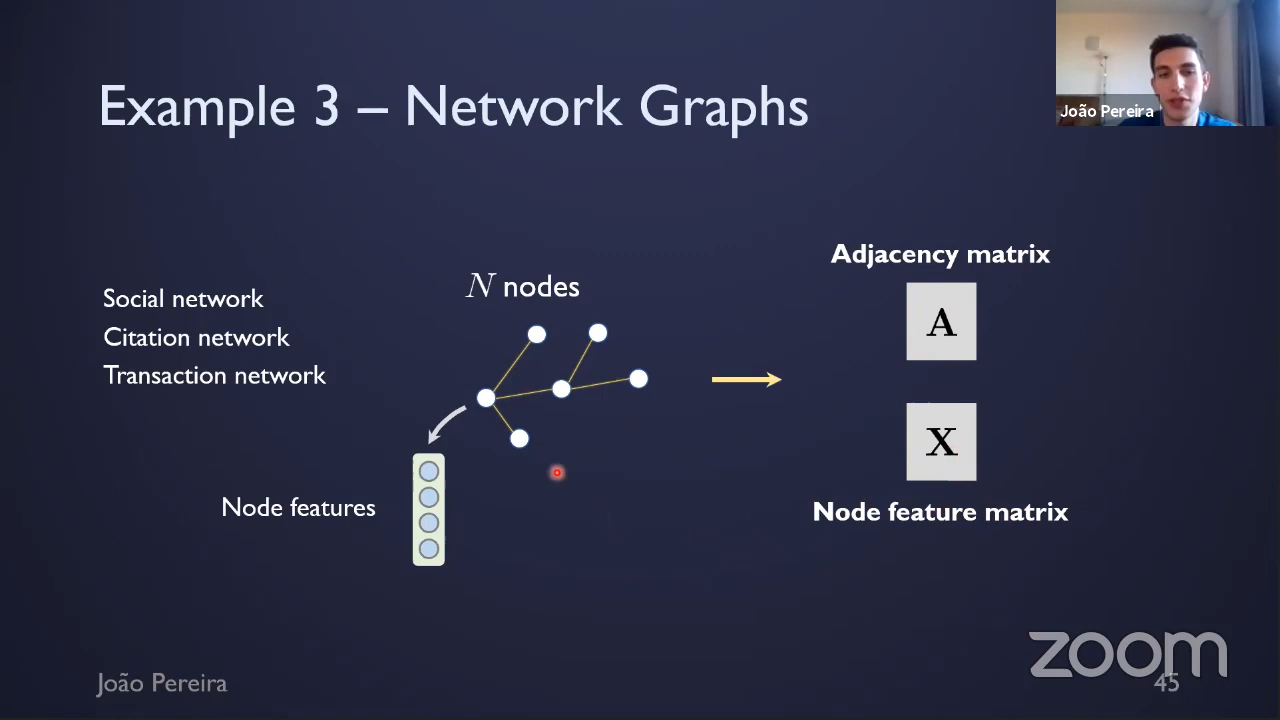 Example 3 – Network Graphs
João Pereira
Adjacency matrix
N nodes
Social network
Citation network
Transaction network
A
X
Node features
Node feature matrix
zoom
João Pereira
45